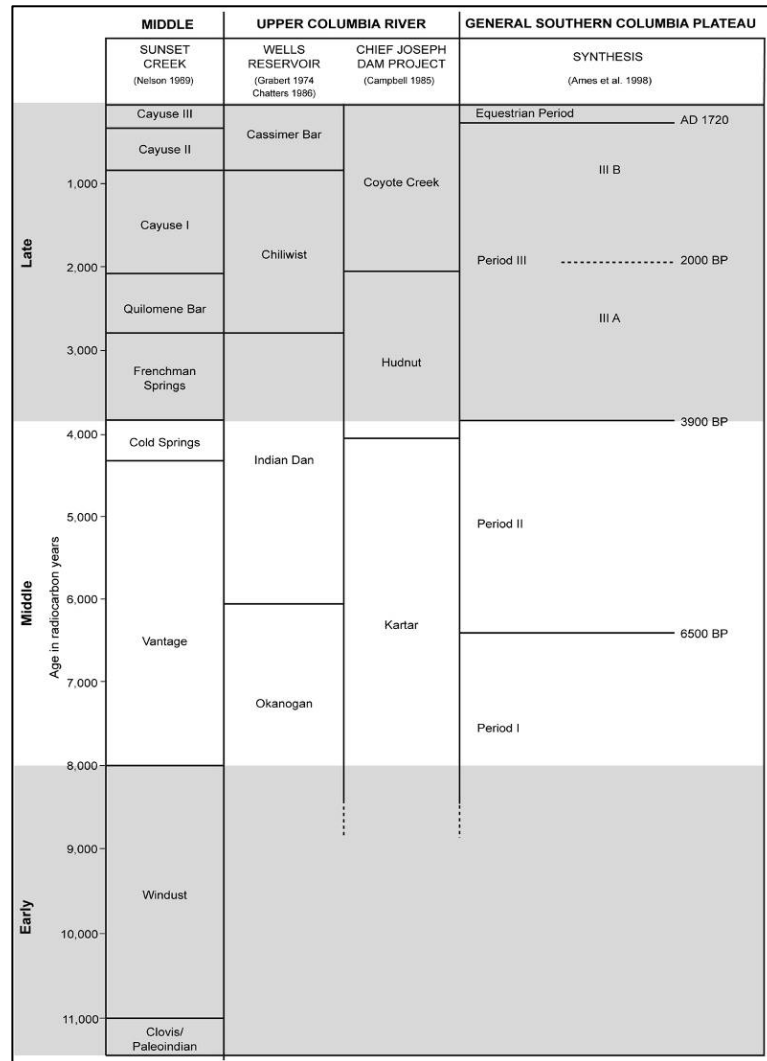 MIDDLE
UPPER COLUMBIA RIVER
GENERAL SOUTHERN COLUMBIA PLATEAU
SUNSET
CREEK
(Nelson 1969)
WELLS
RESERVOIR
(Grabert 1974
Chatters 1986)
CHIEF JOSEPH
DAM PROJECT
(Campbell 1985)
SYNTHESIS
(Ames et al. 1998)
Late
Middle
Early
Age in radiocarbon years
1,000
2,000
3,000
4,000
5,000
6,000
7,000
8,000
9,000
10,000
11,000
Cayuse III
Cayuse II
Cayuse I
Quilomene Bar
Frenchman
Springs
Cold Springs
Vantage
Windust
Clovis/
Paleoindian
Cassimer Bar
Chiliwist
Indian Dan
Okanogan
Coyote Creek
Hudnut
Kartar
Equestrian Period
AD 1720
III B
Period III
2000 BP
III A
3900 BP
Period II
6500 BP
Period I